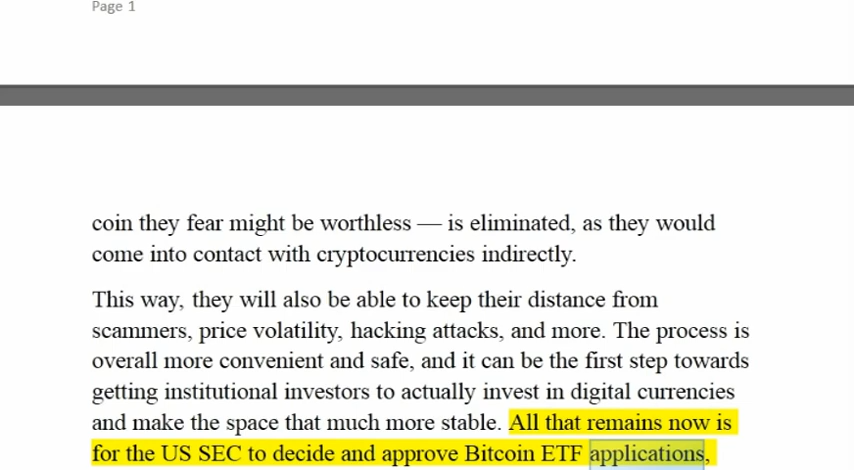 Page 1
coin they fear might be worthless — is eliminated, as they would
come into contact with cryptocurrencies indirectly.
This way, they will also be able to keep their distance from
scammers, price volatility, hacking attacks, and more. The process is
overall more convenient and safe, and it can be the first step towards
getting institutional investors to actually invest in digital currencies
and make the space that much more stable. All that remains now is
for the US SEC to decide and approve Bitcoin ETF applications,